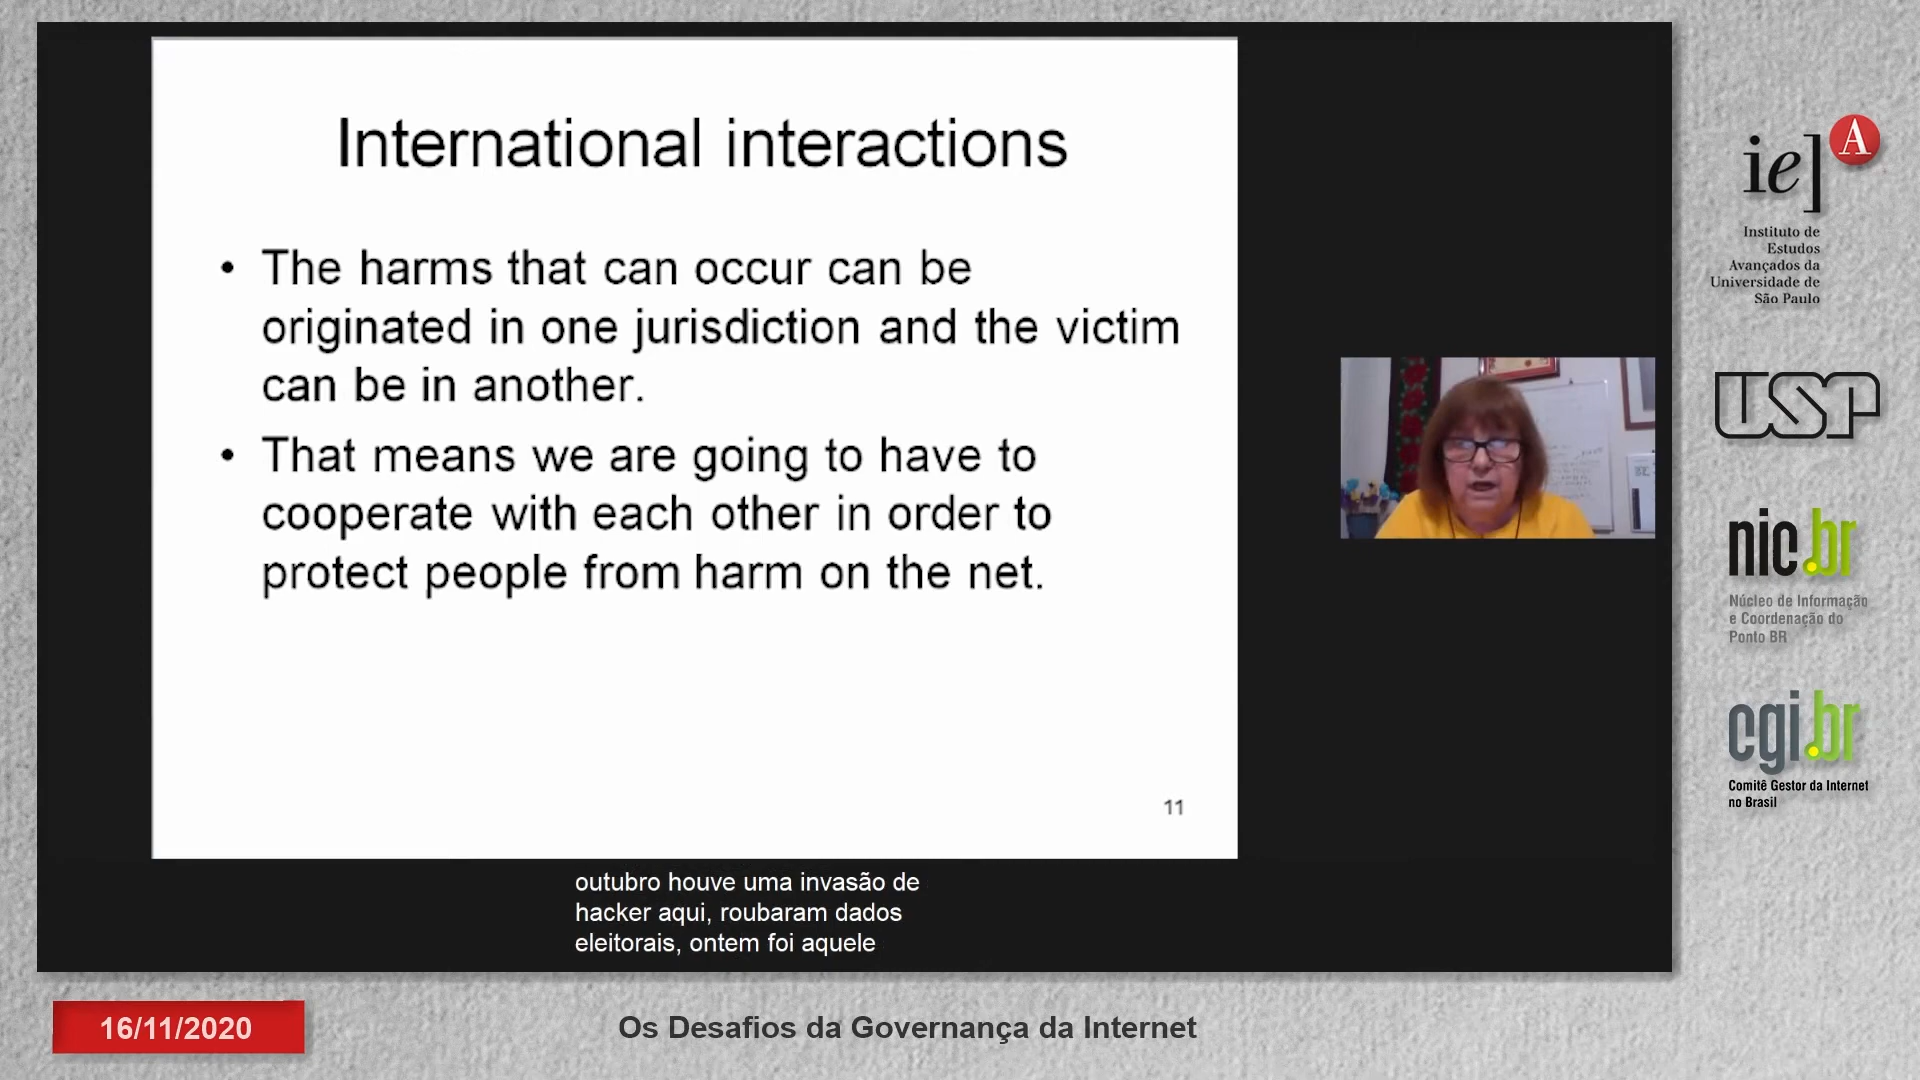 International interactions
• The harms that can occur can be
originated in one jurisdiction and the victim
can be in another.
• That means we are going to have to
cooperate with each other in order to
protect people from harm on the net.
11
outubro houve uma invasão de
hacker aqui, roubaram dados
eleitorais, ontem foi aquele
16/11/2020
Os Desafios da Governança da Internet
ie] A
Instituto de
Estudos
Avançados da
Universidade de
São Paulo
USP
nic.br
Núcleo de Informação
e Coordenação do
Ponto BR
cgi.br
Comitê Gestor da Internet
no Brasil